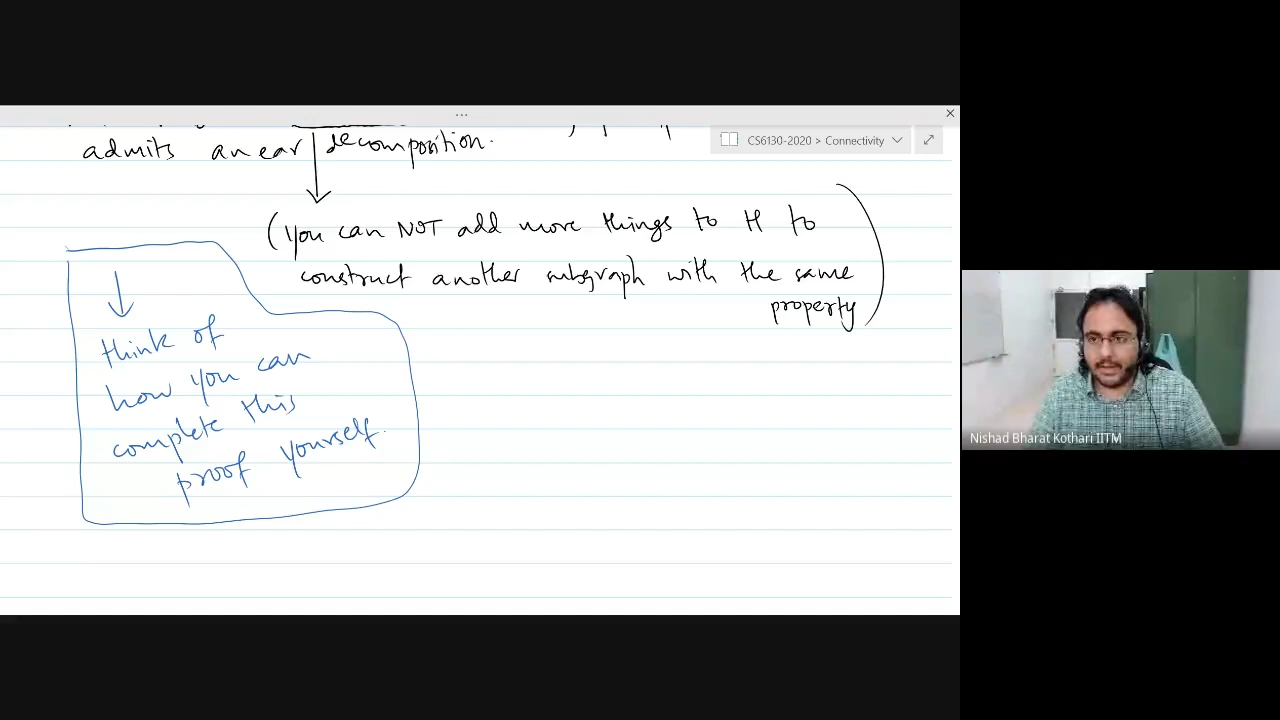 admits an ear decomposition.
CS6130-2020 > Connectivity
(you can NOT add more things to H to
construct another subgraph with the same
property)
think of
how you can
complete this
proof yourself.
Nishad Bharat Kothari IITM